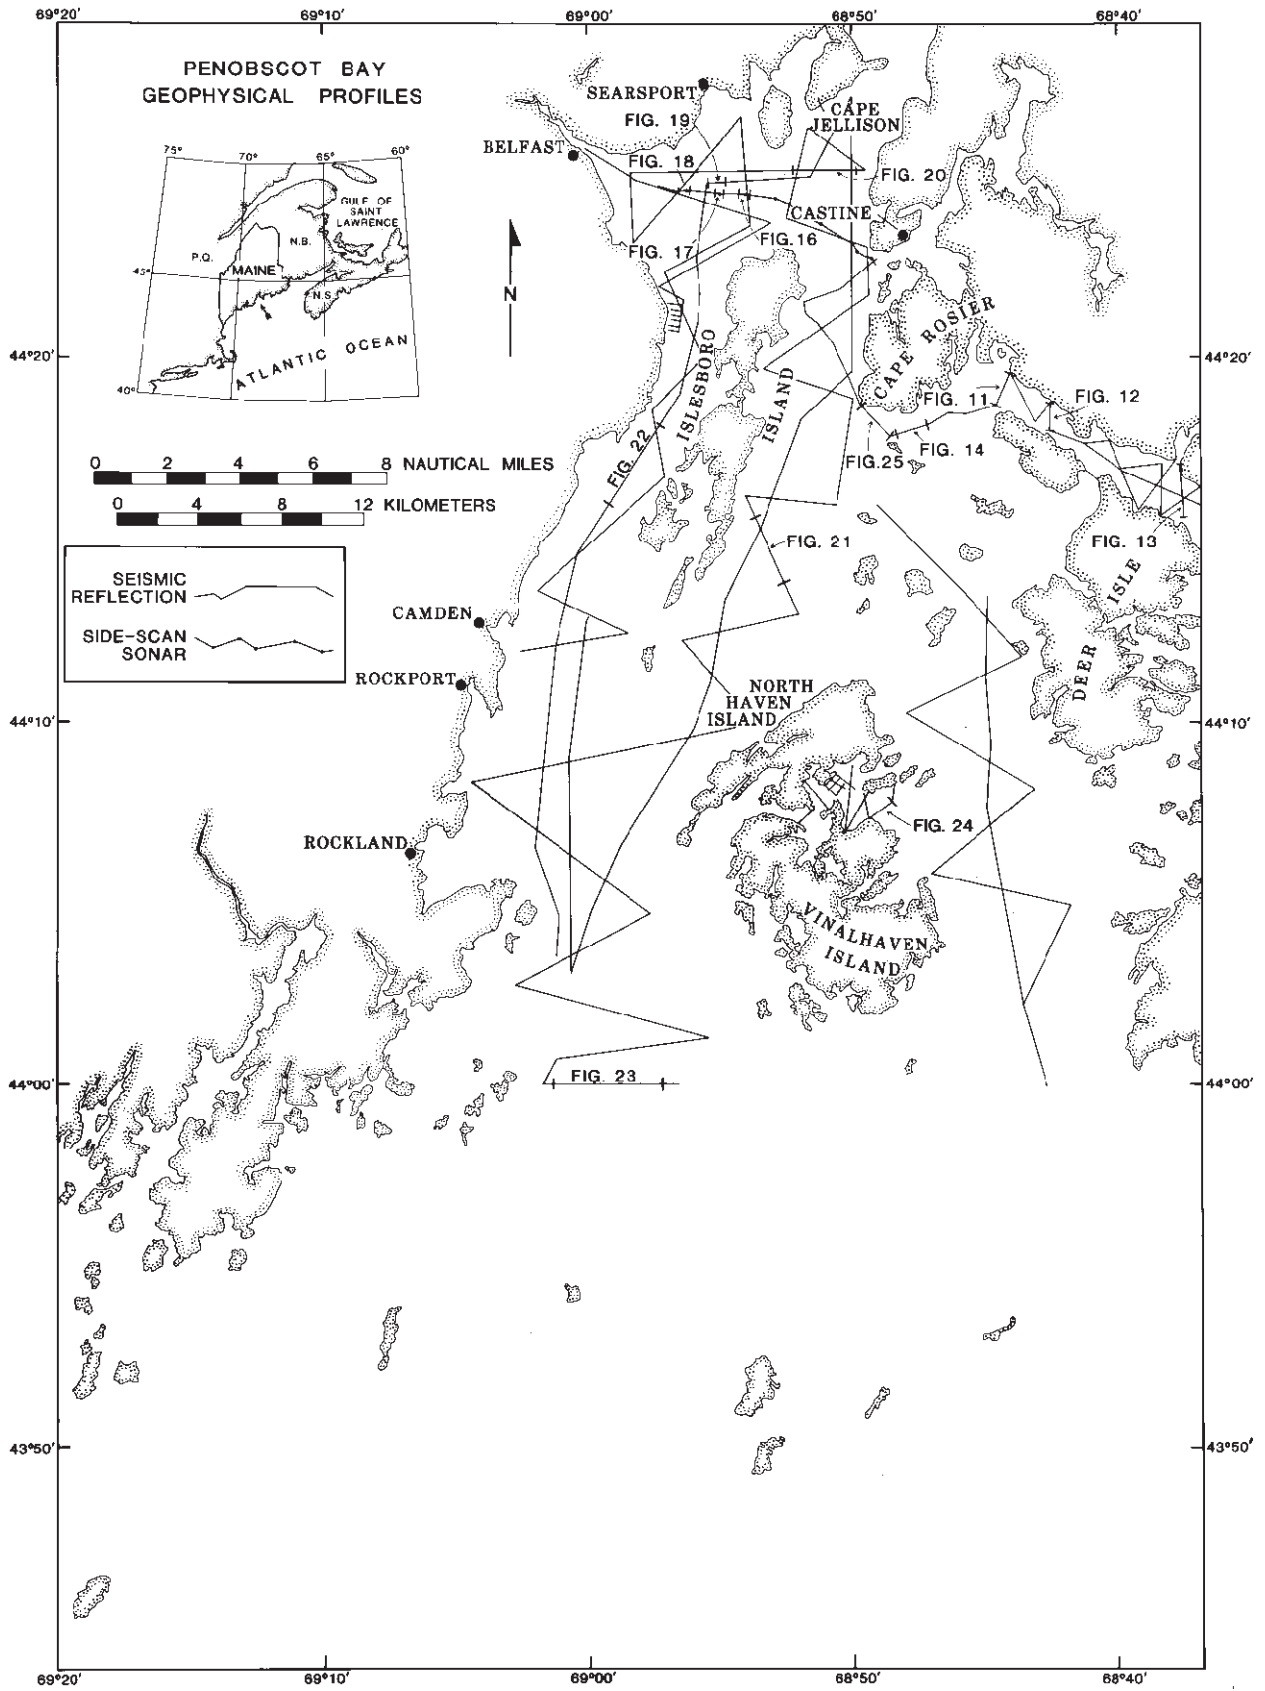 69°20'
69°10'
69°00'
68°50'
68°40'
PENOBSCOT BAY
GEOPHYSICAL PROFILES
75°
70°
65°
60°
GULF OF
SAINT
LAWRENCE
N.B.
P.Q.
45°
MAINE
N.S.
ATLANTIC OCEAN
40°
SEARSPORT
FIG. 19
CAPE
JELLISON
BELFAST
FIG. 18
FIG. 20
CASTINE
FIG. 17
FIG. 16
N
44°20'
44°20'
CAPE ROSIER
ISLESBORO
ISLAND
FIG. 11
FIG. 12
FIG. 14
FIG. 25
FIG. 22
0 2 4 6 8 NAUTICAL MILES
0 4 8 12 KILOMETERS
FIG. 21
FIG. 13
SEISMIC
REFLECTION
SIDE-SCAN
SONAR
DEER ISLE
CAMDEN
ROCKPORT
NORTH
HAVEN
ISLAND
44°10'
44°10'
FIG. 24
ROCKLAND
VINALHAVEN
ISLAND
FIG. 23
44°00'
44°00'
43°50'
43°50'
69°20'
69°10'
69°00'
68°50'
68°40'